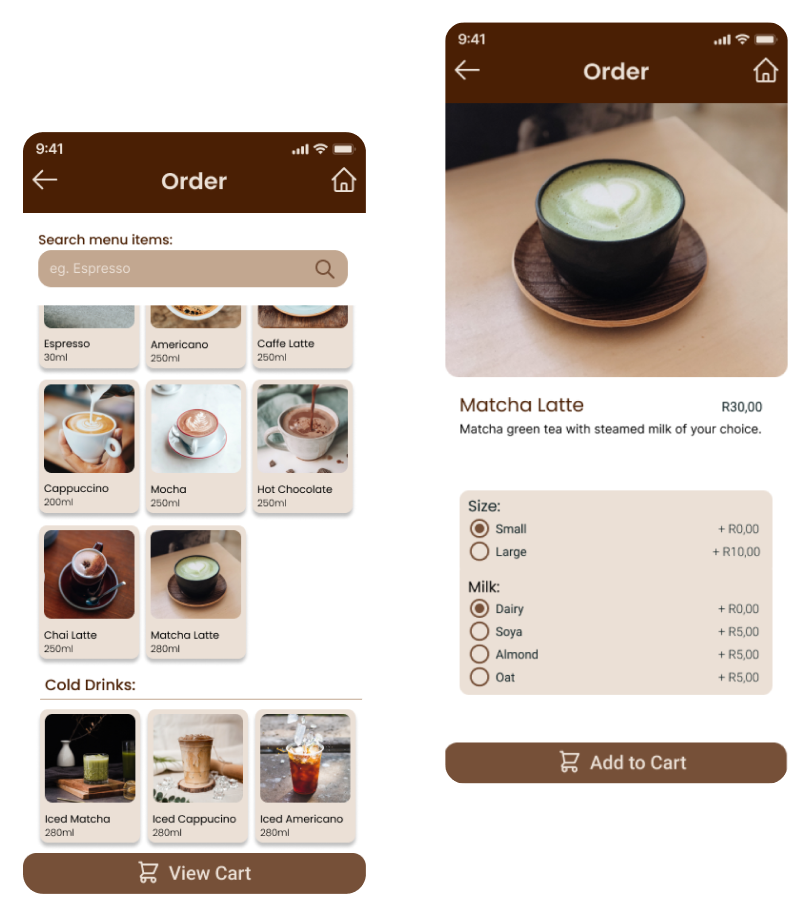 9:41
Order
Search menu items:
eg. Espresso
Espresso
30ml
Americano
250ml
Caffe Latte
250ml
Cappuccino
200ml
Mocha
250ml
Hot Chocolate
250ml
Chai Latte
250ml
Matcha Latte
280ml
Cold Drinks:
Iced Matcha
280ml
Iced Cappucino
280ml
Iced Americano
280ml
View Cart
9:41
Order
Matcha Latte R30,00
Matcha green tea with steamed milk of your choice.
Size:
Small + R0,00
Large + R10,00
Milk:
Dairy + R0,00
Soya + R5,00
Almond + R5,00
Oat + R5,00
Add to Cart